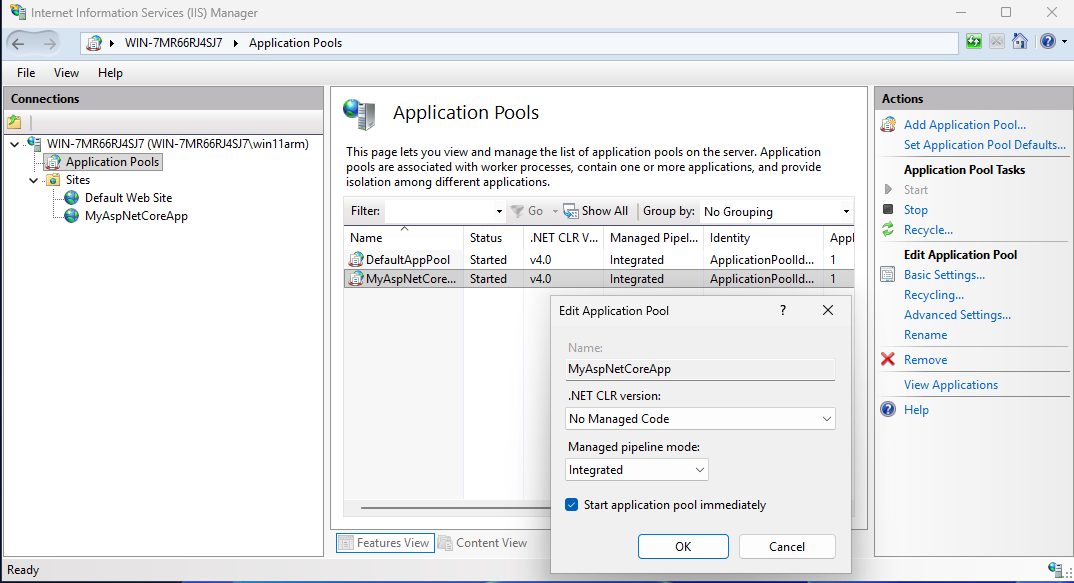 Internet Information Services (IIS) Manager
WIN-7MR66RJ4SJ7 Application Pools
File View Help
Connections
WIN-7MR66RJ4SJ7 (WIN-7MR66RJ4SJ7\win11arm)
Application Pools
Sites
Default Web Site
MyAspNetCoreApp
Application Pools
This page lets you view and manage the list of application pools on the server. Application
pools are associated with worker processes, contain one or more applications, and provide
isolation among different applications.
Filter: Go Show All Group by: No Grouping
Name Status .NET CLR V... Managed Pipel... Identity Appl
DefaultAppPool Started v4.0 Integrated ApplicationPoolId... 1
MyAspNetCore... Started v4.0 Integrated ApplicationPoolId... 1
Edit Application Pool ?
Name:
MyAspNetCoreApp
.NET CLR version:
No Managed Code
Managed pipeline mode:
Integrated
Start application pool immediately
OK Cancel
Features View Content View
Actions
Add Application Pool...
Set Application Pool Defaults...
Application Pool Tasks
Start
Stop
Recycle...
Edit Application Pool
Basic Settings...
Recycling...
Advanced Settings...
Rename
Remove
View Applications
Help
Ready